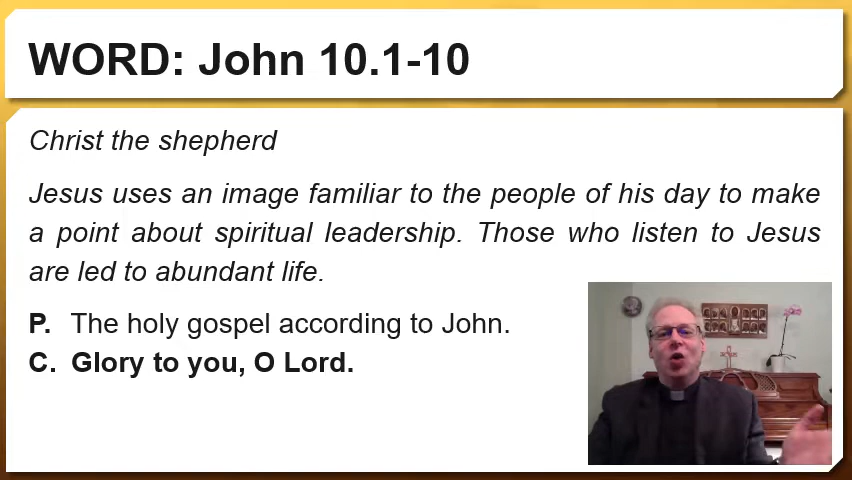 WORD: John 10.1-10
Christ the shepherd
Jesus uses an image familiar to the people of his day to make
a point about spiritual leadership. Those who listen to Jesus
are led to abundant life.
P. The holy gospel according to John.
C. Glory to you, O Lord.